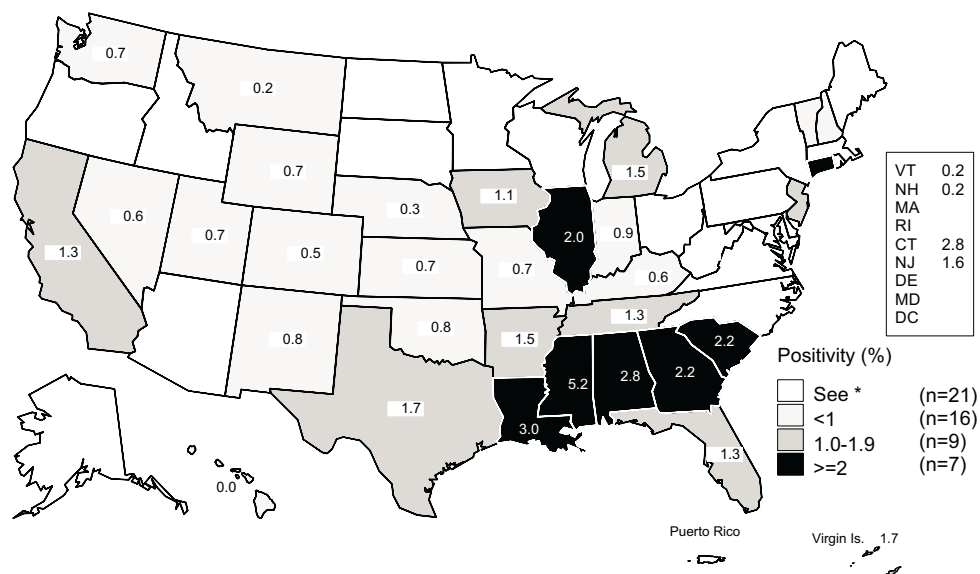 0.7
0.2
0.7
1.5
0.3
1.1
0.6
0.7
2.0
0.9
1.3
0.5
0.7
0.7
0.6
0.8
0.8
1.5
1.3
2.2
1.7
5.2
2.8
2.2
3.0
1.3
0.0
VT 0.2
NH 0.2
MA
RI
CT 2.8
NJ 1.6
DE
MD
DC
Positivity (%)
See * (n=21)
<1 (n=16)
1.0-1.9 (n=9)
>=2 (n=7)
Puerto Rico
Virgin Is. 1.7